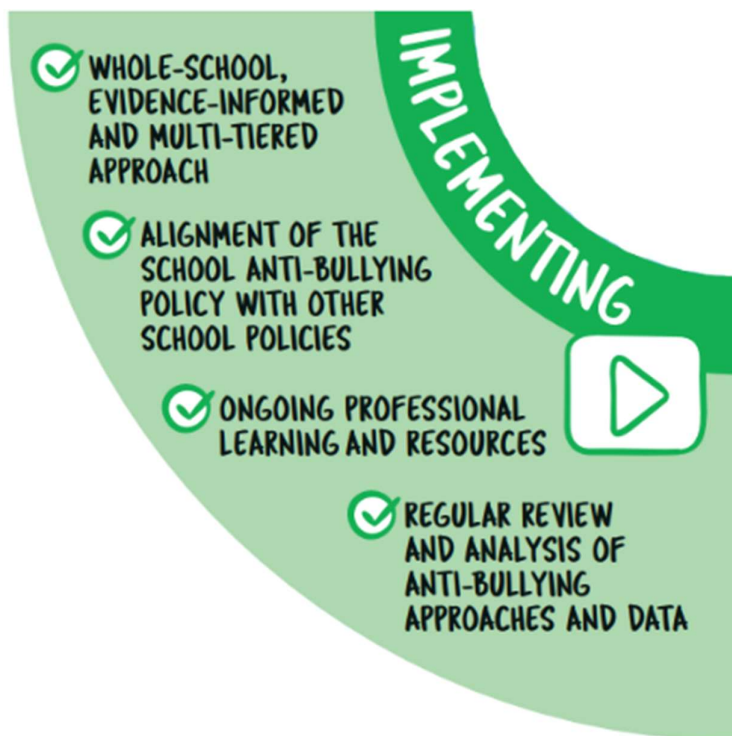 IMPLEMENTING
WHOLE-SCHOOL,
EVIDENCE-INFORMED
AND MULTI-TIERED
APPROACH
ALIGNMENT OF THE
SCHOOL ANTI-BULLYING
POLICY WITH OTHER
SCHOOL POLICIES
ONGOING PROFESSIONAL
LEARNING AND RESOURCES
REGULAR REVIEW
AND ANALYSIS OF
ANTI-BULLYING
APPROACHES AND DATA